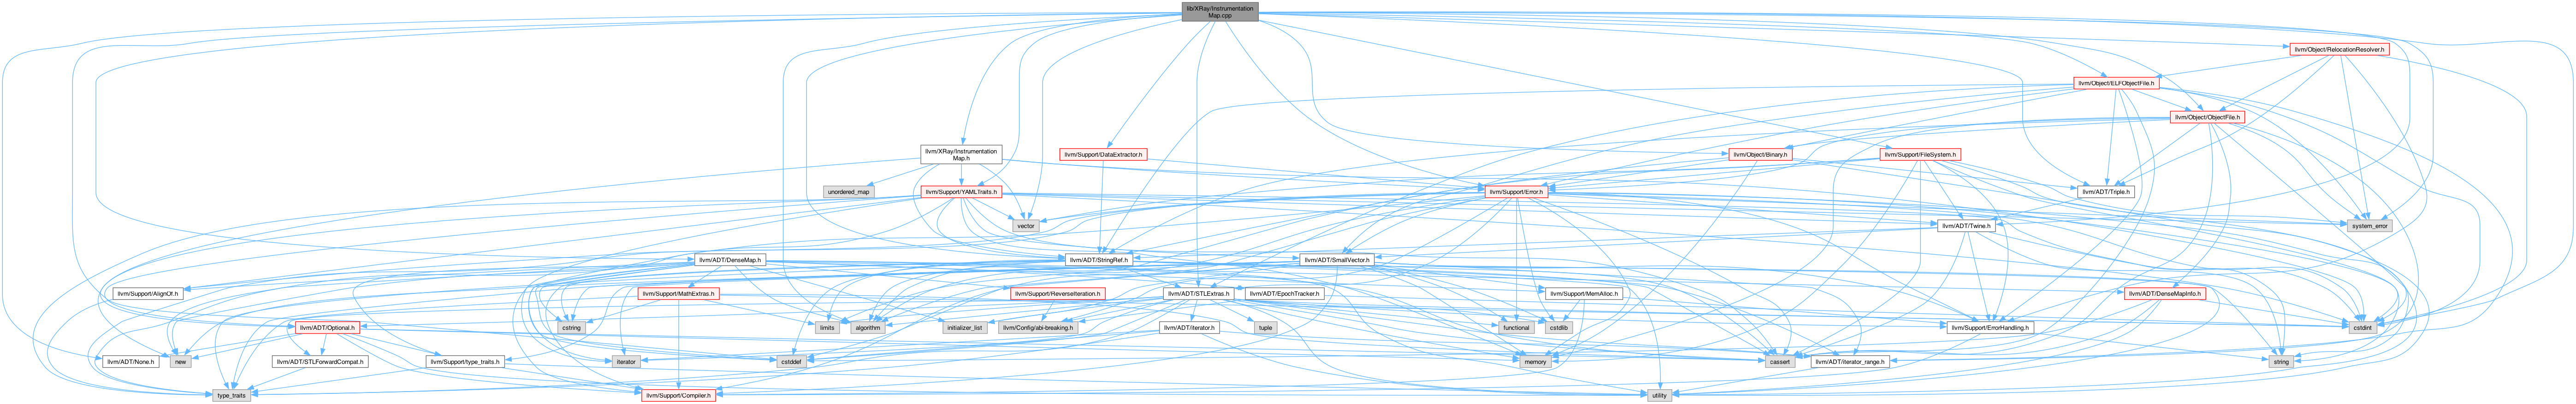 lib/XRay/Instrumentation
Map.cpp
llvm/Object/RelocationResolver.h
llvm/Object/ELFObjectFile.h
llvm/Object/ObjectFile.h
llvm/XRay/Instrumentation
Map.h
llvm/Support/DataExtractor.h
llvm/Object/Binary.h
llvm/Support/FileSystem.h
unordered_map
llvm/Support/YAMLTraits.h
llvm/Support/Error.h
llvm/ADT/Triple.h
vector
llvm/ADT/Twine.h
system_error
llvm/ADT/DenseMap.h
llvm/ADT/StringRef.h
llvm/ADT/SmallVector.h
llvm/Support/AlignOf.h
llvm/Support/MathExtras.h
llvm/Support/ReverseIteration.h
llvm/ADT/STLExtras.h
llvm/ADT/EpochTracker.h
llvm/Support/MemAlloc.h
llvm/ADT/DenseMapInfo.h
llvm/ADT/Optional.h
cstring
limits
algorithm
initializer_list
llvm/Config/abi-breaking.h
llvm/ADT/iterator.h
tuple
functional
cstdlib
llvm/Support/ErrorHandling.h
cstdint
llvm/ADT/None.h
new
llvm/ADT/STLForwardCompat.h
llvm/Support/type_traits.h
iterator
cstddef
memory
cassert
llvm/ADT/iterator_range.h
string
type_traits
llvm/Support/Compiler.h
utility